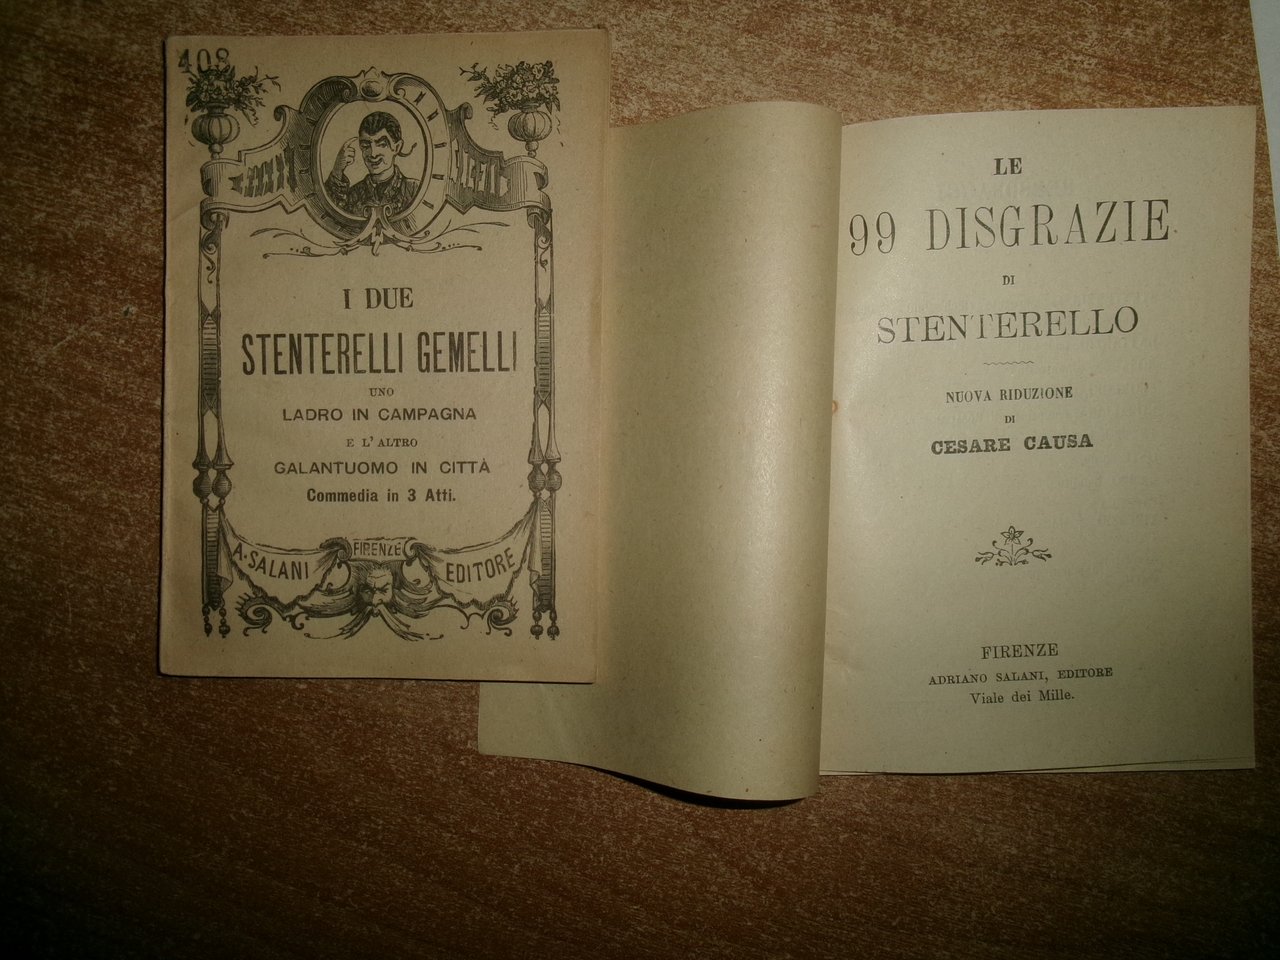 408
I DUE
STENTERELLI GEMELLI
UNO
LADRO IN CAMPAGNA
E L'ALTRO
GALANTUOMO IN CITTÀ
Commedia in 3 Atti.
FIRENZE
A. SALANI EDITORE
LE
99 DISGRAZIE
DI
STENTERELLO
NUOVA RIDUZIONE
DI
CESARE CAUSA
FIRENZE
ADRIANO SALANI, EDITORE
Viale dei Mille.